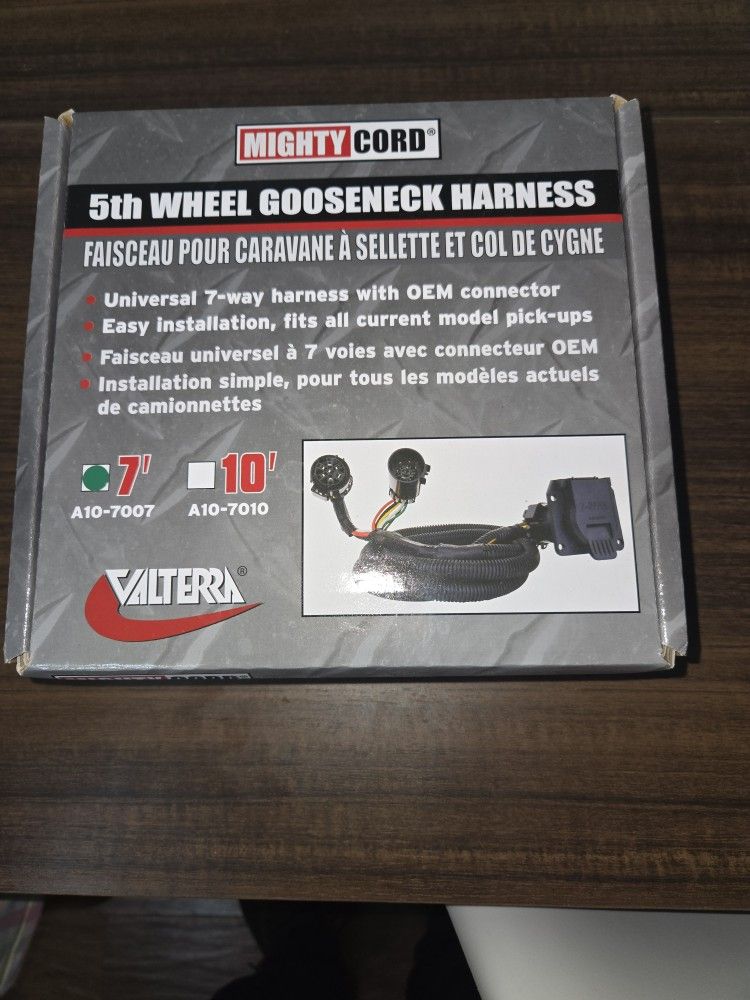 MIGHTY CORD®
5th WHEEL GOOSENECK HARNESS
FAISCEAU POUR CARAVANE À SELLETTE ET COL DE CYGNE
• Universal 7-way harness with OEM connector
• Easy installation, fits all current model pick-ups
• Faisceau universel à 7 voies avec connecteur OEM
• Installation simple, pour tous les modèles actuels
de camionnettes
7' 10'
A10-7007 A10-7010
VALTERRA®